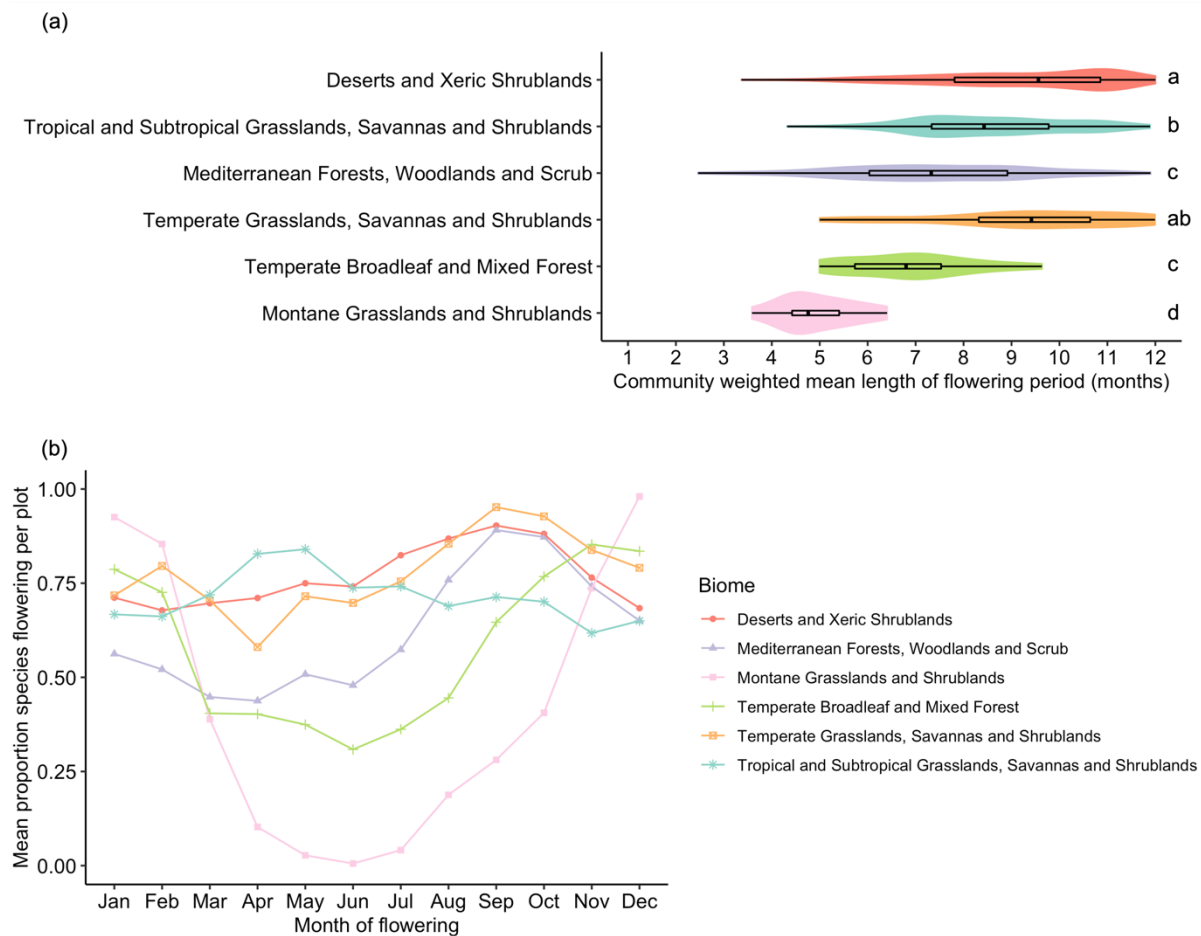 (a)
Deserts and Xeric Shrublands
a
Tropical and Subtropical Grasslands, Savannas and Shrublands
b
Mediterranean Forests, Woodlands and Scrub
c
Temperate Grasslands, Savannas and Shrublands
ab
Temperate Broadleaf and Mixed Forest
c
Montane Grasslands and Shrublands
d
1 2 3 4 5 6 7 8 9 10 11 12
Community weighted mean length of flowering period (months)
(b)
Mean proportion species flowering per plot
1.00
0.75
0.50
0.25
0.00
Jan Feb Mar Apr May Jun Jul Aug Sep Oct Nov Dec
Month of flowering
Biome
Deserts and Xeric Shrublands
Mediterranean Forests, Woodlands and Scrub
Montane Grasslands and Shrublands
Temperate Broadleaf and Mixed Forest
Temperate Grasslands, Savannas and Shrublands
Tropical and Subtropical Grasslands, Savannas and Shrublands